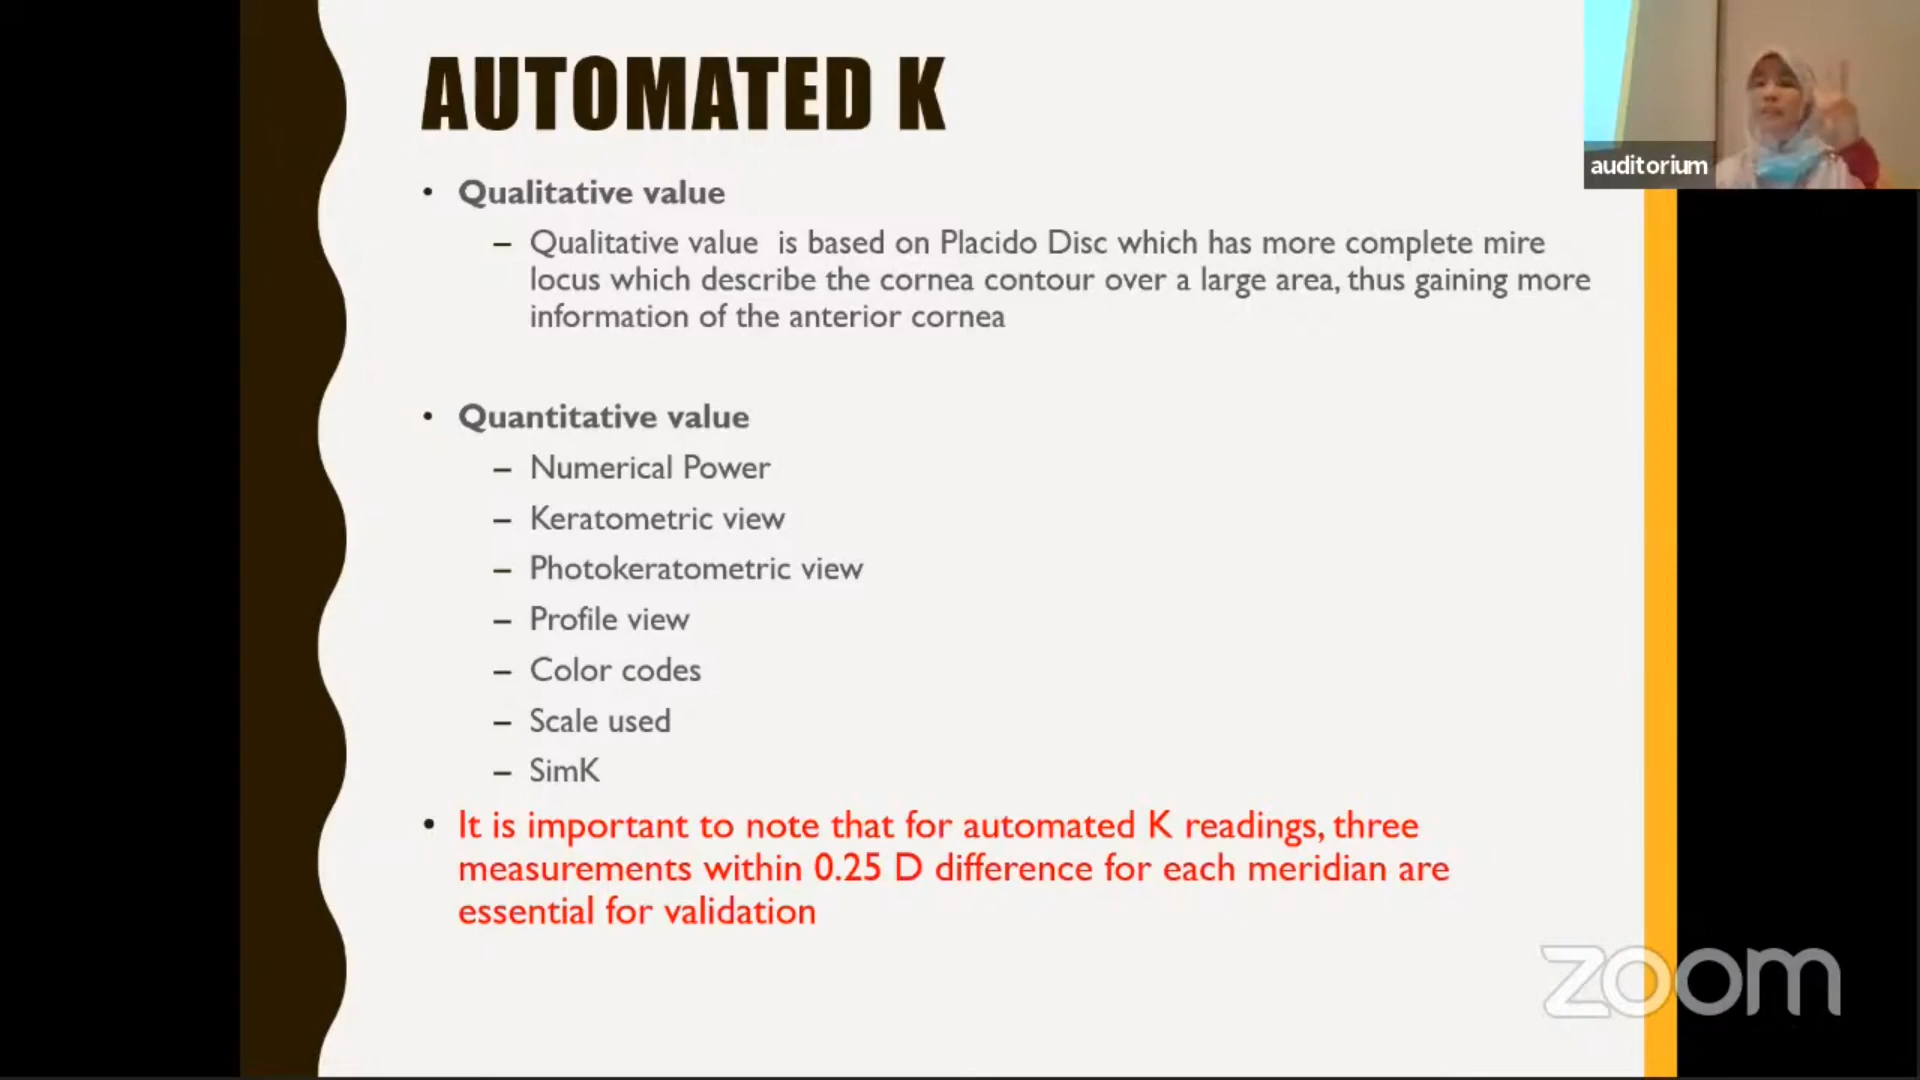 AUTOMATED K
auditorium
• Qualitative value
– Qualitative value is based on Placido Disc which has more complete mire
locus which describe the cornea contour over a large area, thus gaining more
information of the anterior cornea
• Quantitative value
– Numerical Power
– Keratometric view
– Photokeratometric view
– Profile view
– Color codes
– Scale used
– SimK
• It is important to note that for automated K readings, three
measurements within 0.25 D difference for each meridian are
essential for validation
zoom